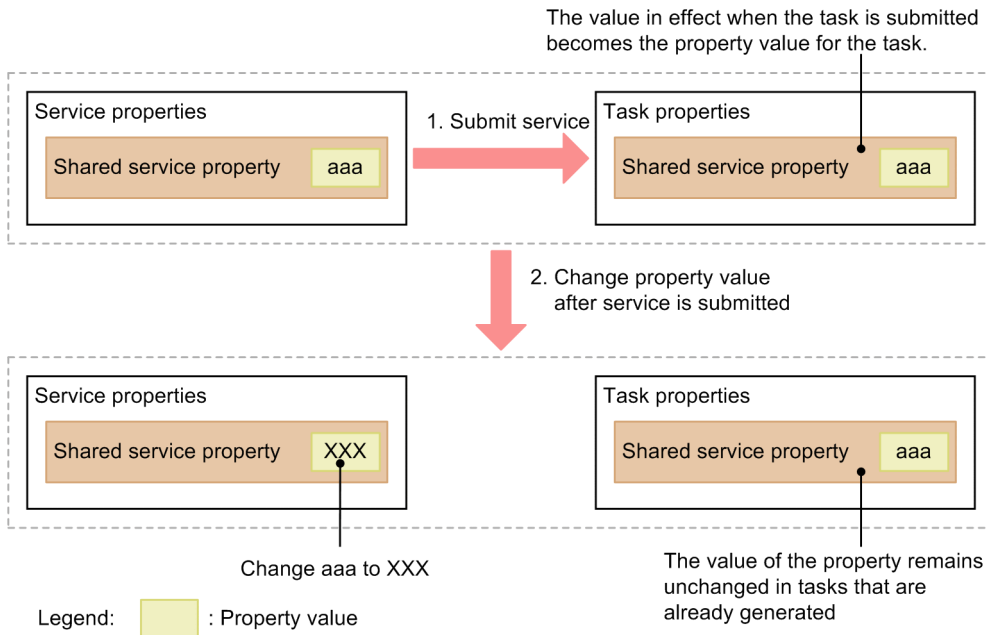 The value in effect when the task is submitted
becomes the property value for the task.
Service properties
Shared service property aaa
1. Submit service
Task properties
Shared service property aaa
2. Change property value
after service is submitted
Service properties
Shared service property XXX
Task properties
Shared service property aaa
Change aaa to XXX
The value of the property remains
unchanged in tasks that are
already generated
Legend: : Property value